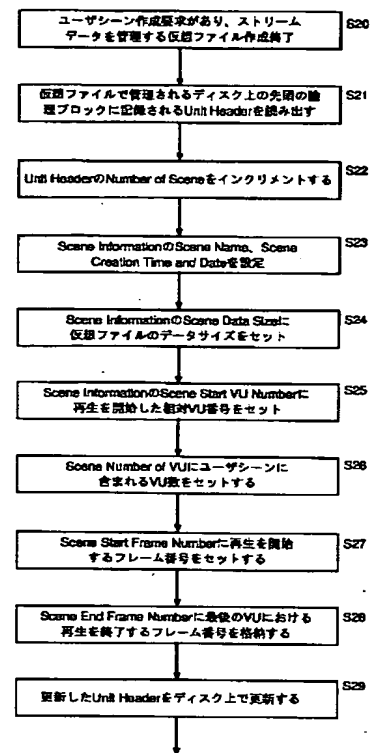 ユーザシーン作成要求があり、ストリーム
データを管理する仮想ファイル作成終了
S20
仮想ファイルで管理されるディスク上の先頭の論
理ブロックに記録されるUnit Headerを読み出す
S21
Unit HeaderのNumber of Sceneをインクリメントする
S22
Scene InformationのScene Name、Scene
Creation Time and Dateを設定
S23
Scene InformationのScene Data Sizeに
仮想ファイルのデータサイズをセット
S24
Scene InformationのScene Start VU Numberに
再生を開始した相対VU番号をセット
S25
Scene Number of VUにユーザシーンに
含まれるVU数をセットする
S26
Scene Start Frame Numberに再生を開始
するフレーム番号をセットする
S27
Scene End Frame Numberに最後のVUにおける
再生を終了するフレーム番号を格納する
S28
更新したUnit Headerをディスク上で更新する
S29